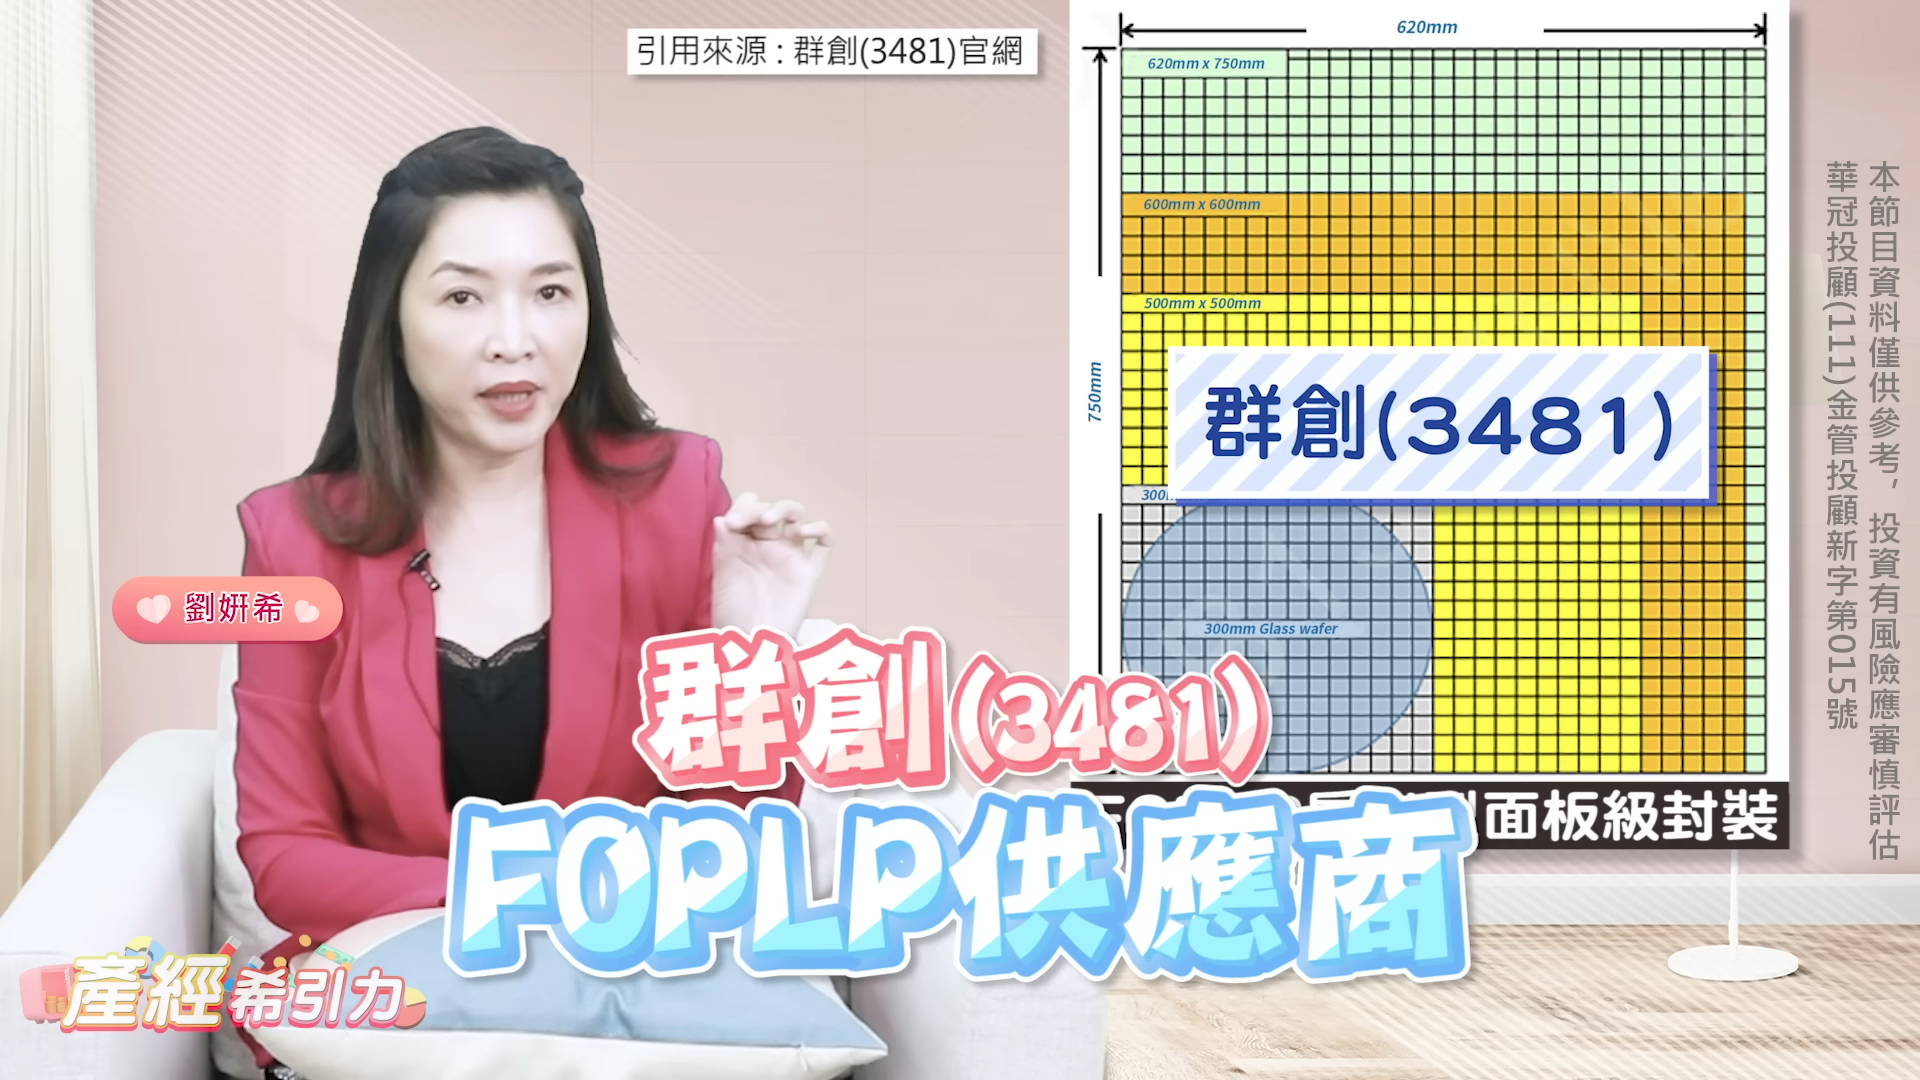 引用來源 : 群創(3481)官網
620mm
620mm x 750mm
600mm x 600mm
500mm x 500mm
750mm
群創(3481)
300mm Glass wafer
面板級封裝
本節目資料僅供參考，投資有風險應審慎評估
華冠投顧(111)金管投顧新字第015號
劉妍希
群創(3481)
FOPLP供應商
產經希引力